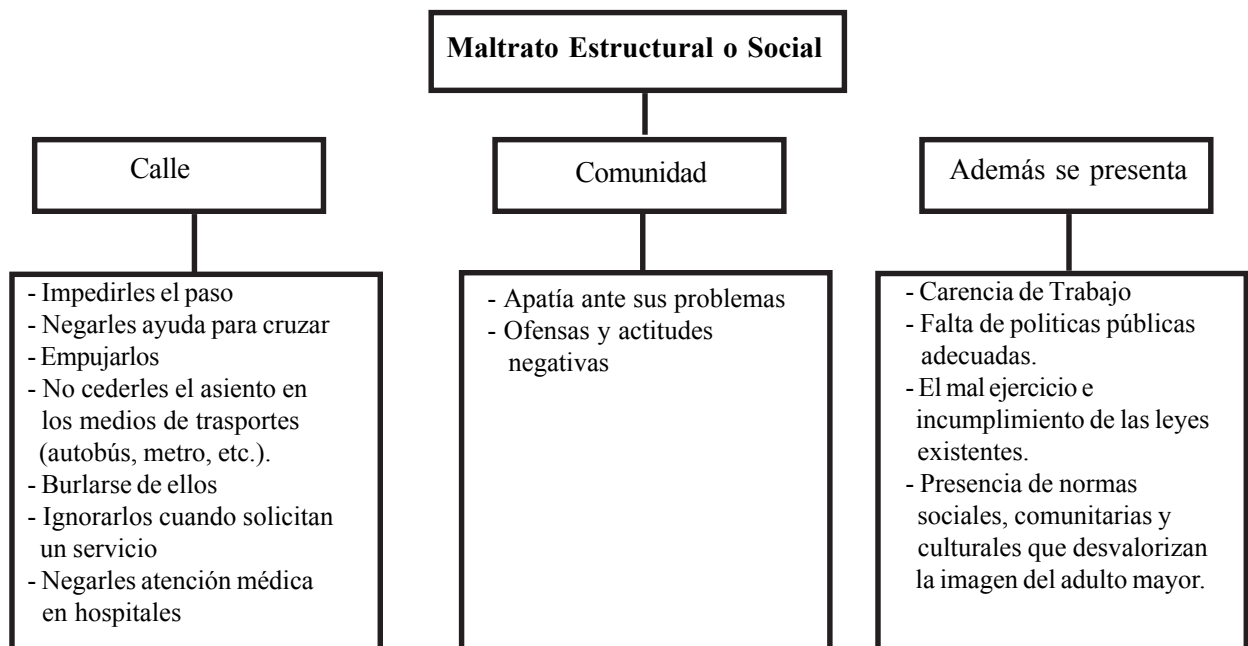 Maltrato Estructural o Social
Calle
- Impedirles el paso
- Negarles ayuda para cruzar
- Empujarlos
- No cederles el asiento en
los medios de trasportes
(autobús, metro, etc.).
- Burlarse de ellos
- Ignorarlos cuando solicitan
un servicio
- Negarles atención médica
en hospitales
Comunidad
- Apatía ante sus problemas
- Ofensas y actitudes
negativas
Además se presenta
- Carencia de Trabajo
- Falta de politicas públicas
adecuadas.
- El mal ejercicio e
incumplimiento de las leyes
existentes.
- Presencia de normas
sociales, comunitarias y
culturales que desvalorizan
la imagen del adulto mayor.